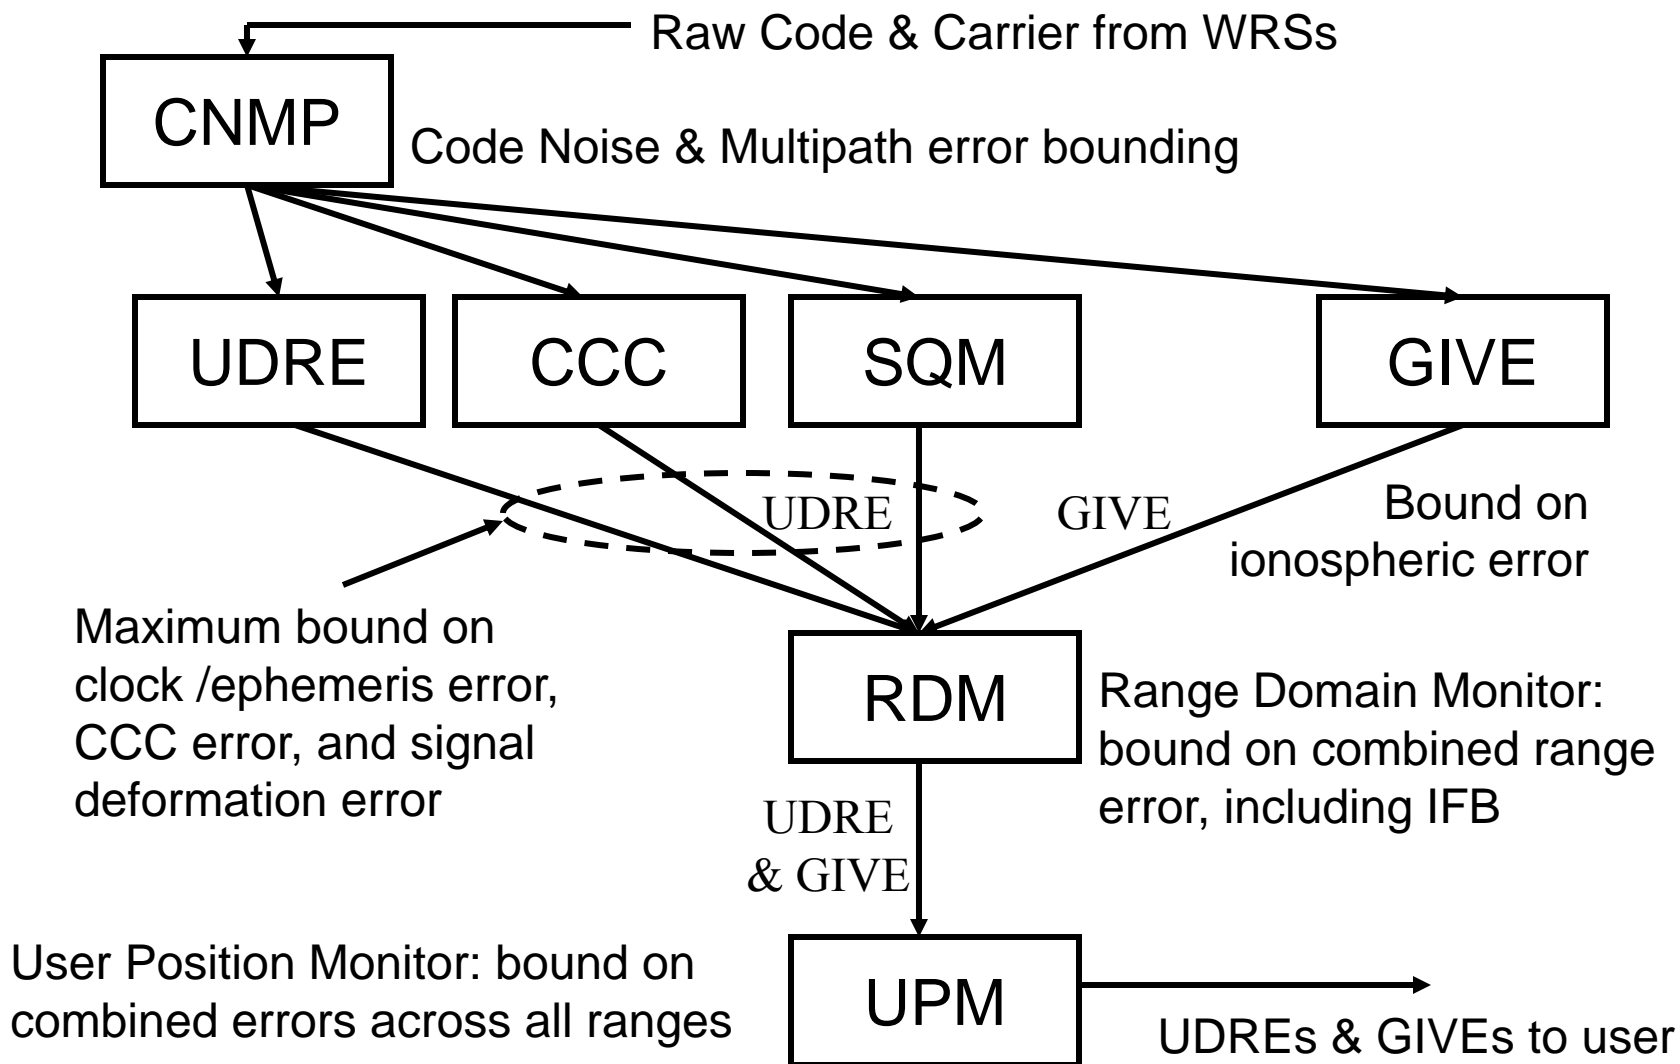 Raw Code & Carrier from WRSs
CNMP
Code Noise & Multipath error bounding
UDRE
CCC
SQM
GIVE
UDRE
GIVE
Bound on
ionospheric error
Maximum bound on
clock /ephemeris error,
CCC error, and signal
deformation error
RDM
Range Domain Monitor:
bound on combined range
error, including IFB
UDRE
& GIVE
User Position Monitor: bound on
combined errors across all ranges
UPM
UDREs & GIVEs to user